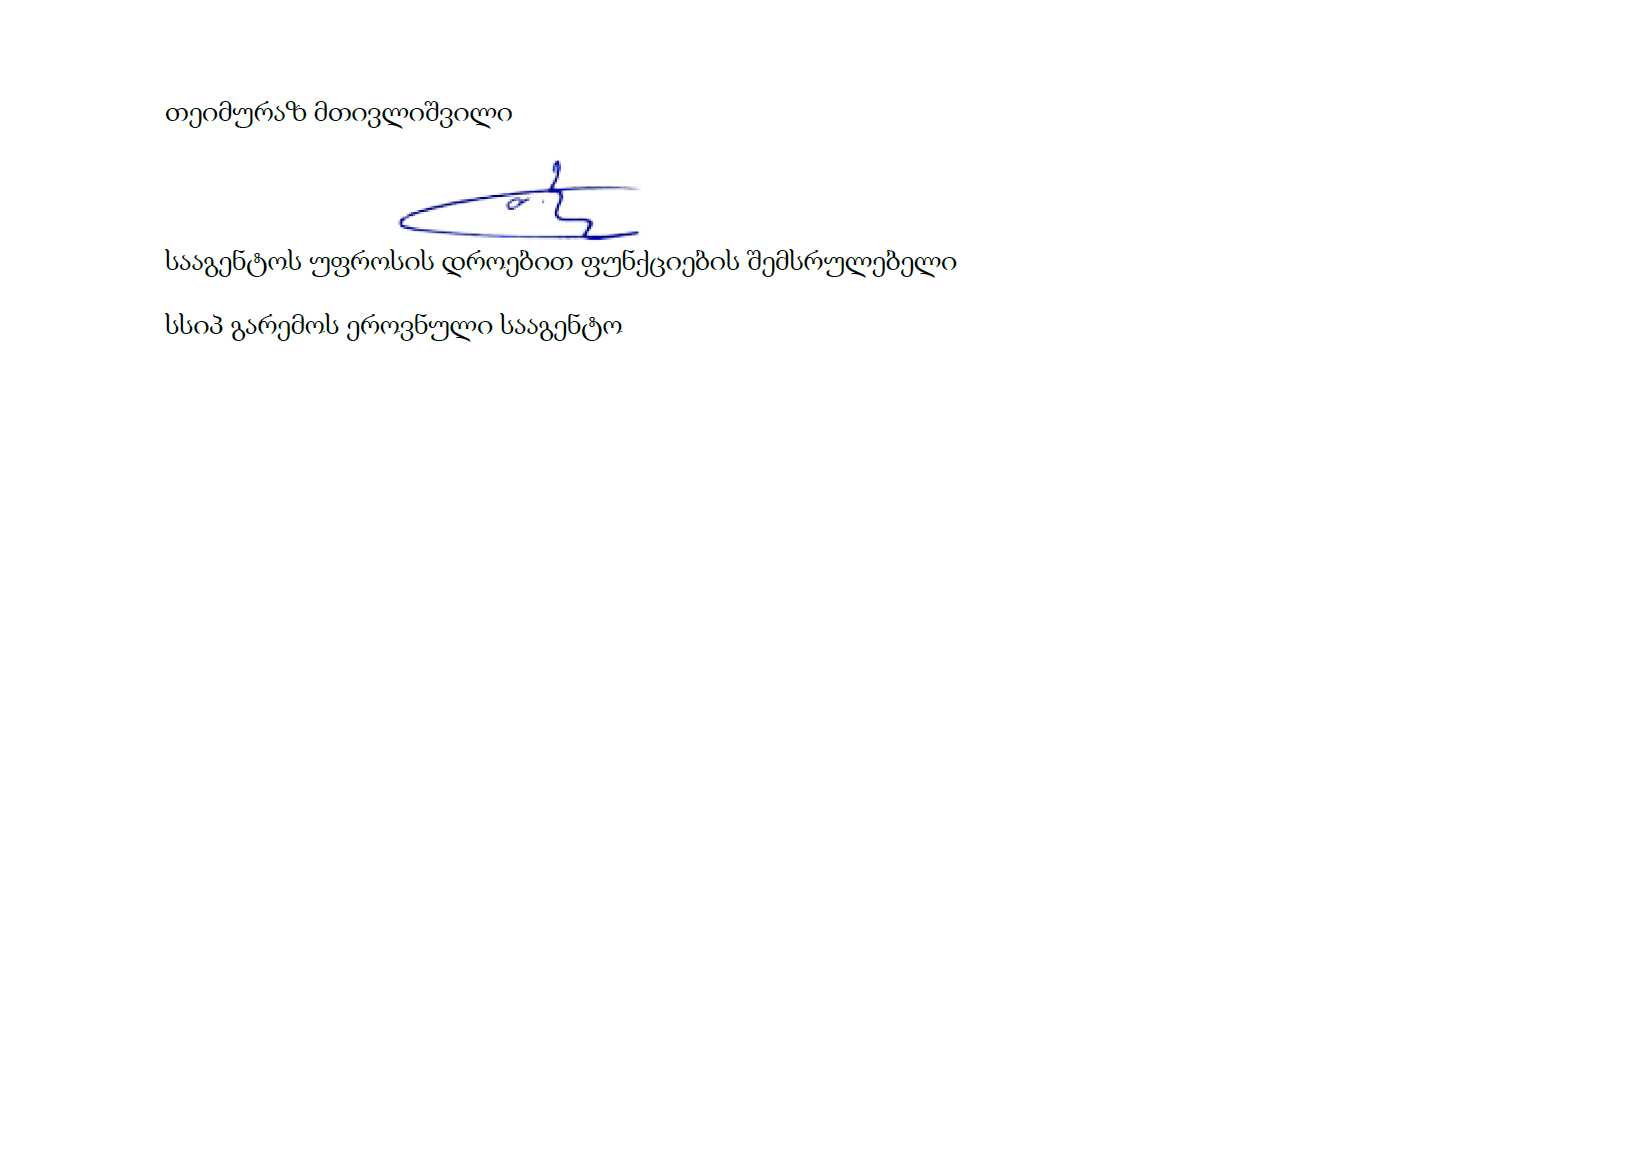 თეიმურაზ მთივლიშვილი
სააგენტოს უფროსის დროებით ფუნქციების შემსრულებელი
სსიპ გარემოს ეროვნული სააგენტო